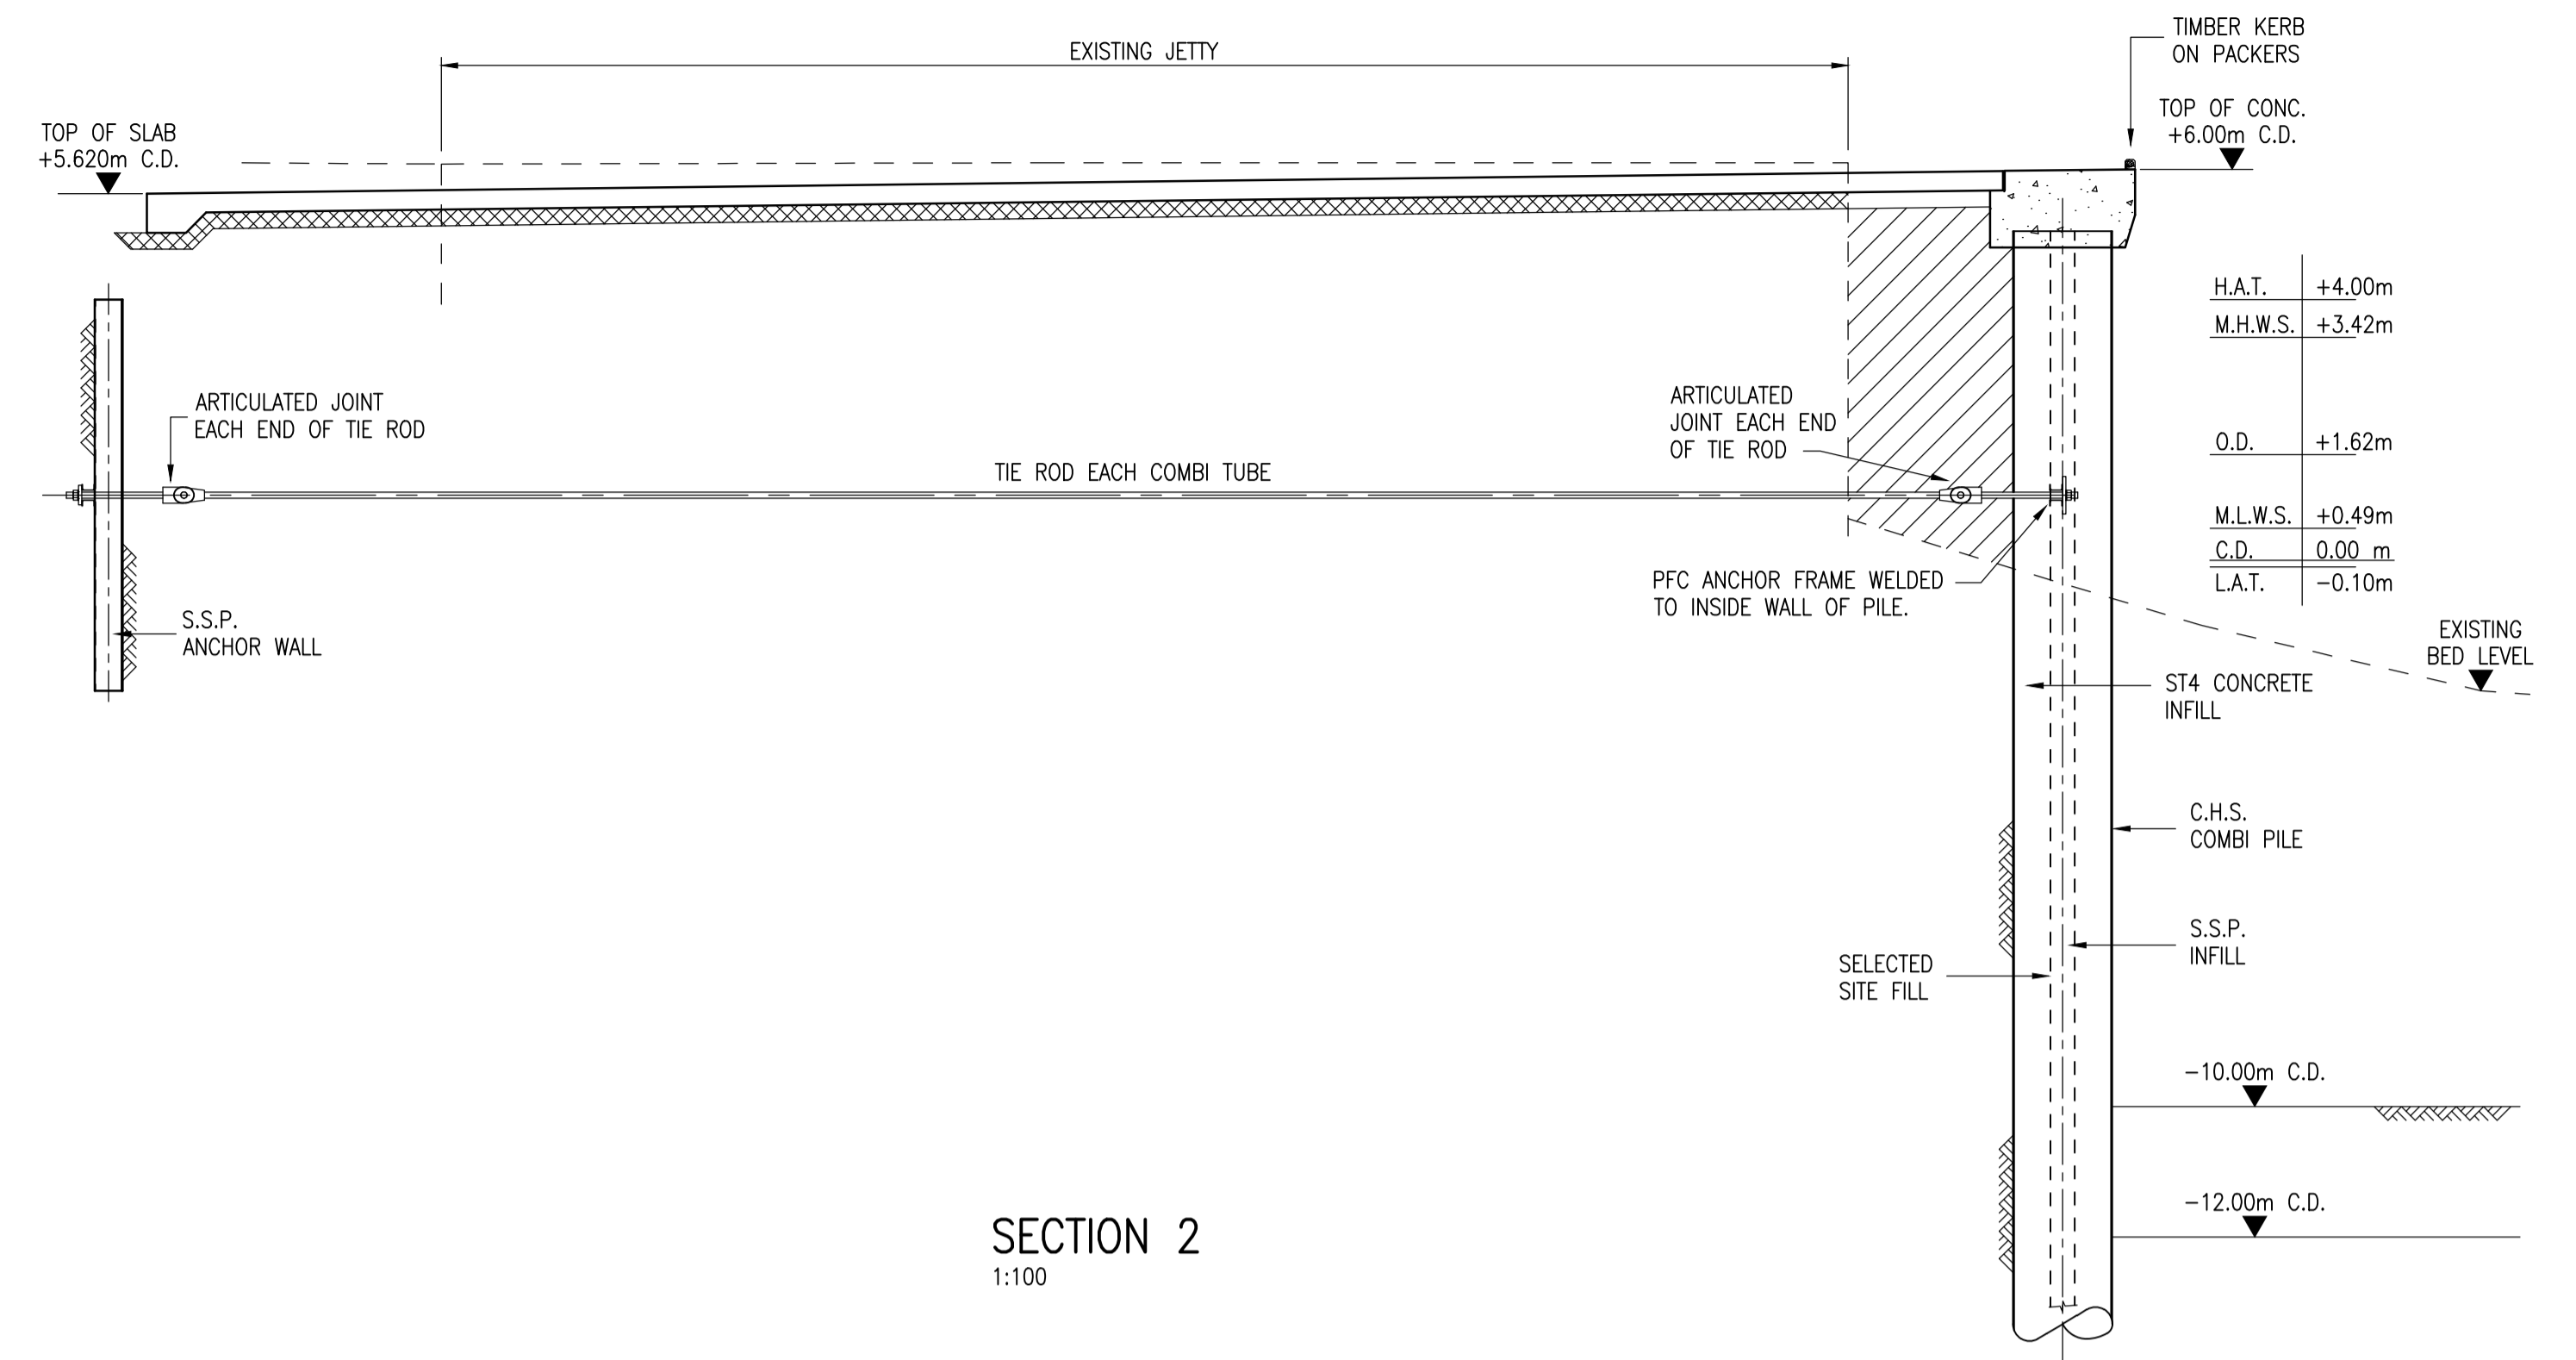 EXISTING JETTY
TIMBER KERB
ON PACKERS
TOP OF SLAB
+5.620m C.D.
TOP OF CONC.
+6.00m C.D.
H.A.T. +4.00m
M.H.W.S. +3.42m
O.D. +1.62m
M.L.W.S. +0.49m
C.D. 0.00 m
L.A.T. -0.10m
ARTICULATED JOINT
EACH END OF TIE ROD
TIE ROD EACH COMBI TUBE
ARTICULATED
JOINT EACH END
OF TIE ROD
PFC ANCHOR FRAME WELDED
TO INSIDE WALL OF PILE.
S.S.P.
ANCHOR WALL
EXISTING
BED LEVEL
ST4 CONCRETE
INFILL
C.H.S.
COMBI PILE
S.S.P.
INFILL
SELECTED
SITE FILL
-10.00m C.D.
-12.00m C.D.
SECTION 2
1:100